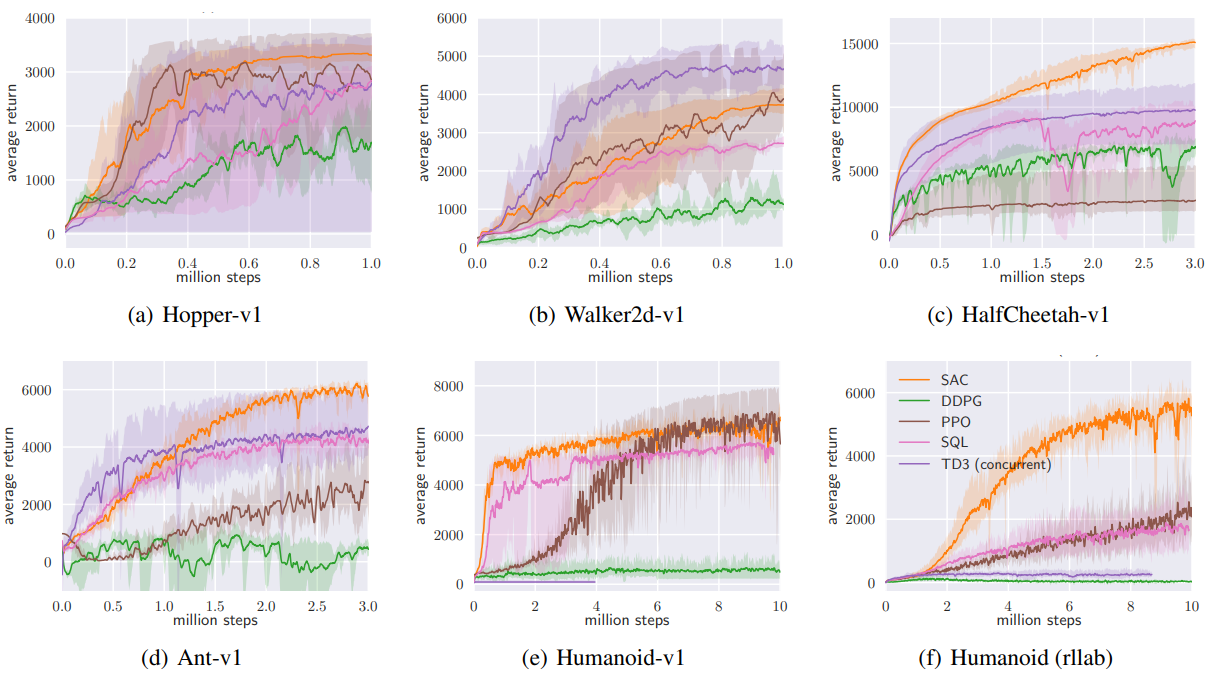 4000
3000
2000
1000
0
average return
0.0 0.2 0.4 0.6 0.8 1.0
million steps
(a) Hopper-v1
6000
5000
4000
3000
2000
1000
0
average return
0.0 0.2 0.4 0.6 0.8 1.0
million steps
(b) Walker2d-v1
15000
10000
5000
0
average return
0.0 0.5 1.0 1.5 2.0 2.5 3.0
million steps
(c) HalfCheetah-v1
6000
4000
2000
0
average return
0.0 0.5 1.0 1.5 2.0 2.5 3.0
million steps
(d) Ant-v1
8000
6000
4000
2000
0
average return
0 2 4 6 8 10
million steps
(e) Humanoid-v1
6000
4000
2000
0
average return
SAC
DDPG
PPO
SQL
TD3 (concurrent)
0 2 4 6 8 10
million steps
(f) Humanoid (rllab)